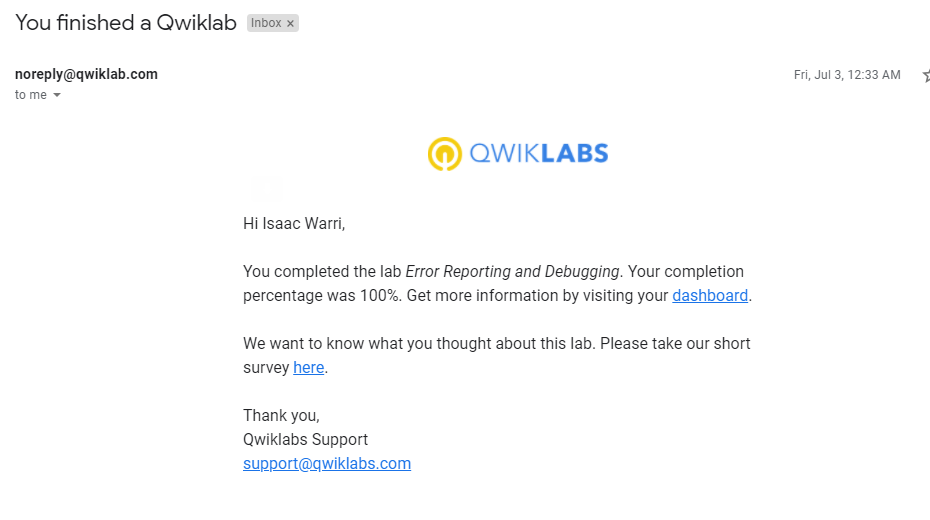 You finished a Qwiklab Inbox ×
noreply@qwiklab.com Fri, Jul 3, 12:33 AM
to me
QWIKLABS
Hi Isaac Warri,
You completed the lab Error Reporting and Debugging. Your completion
percentage was 100%. Get more information by visiting your dashboard.
We want to know what you thought about this lab. Please take our short
survey here.
Thank you,
Qwiklabs Support
support@qwiklabs.com